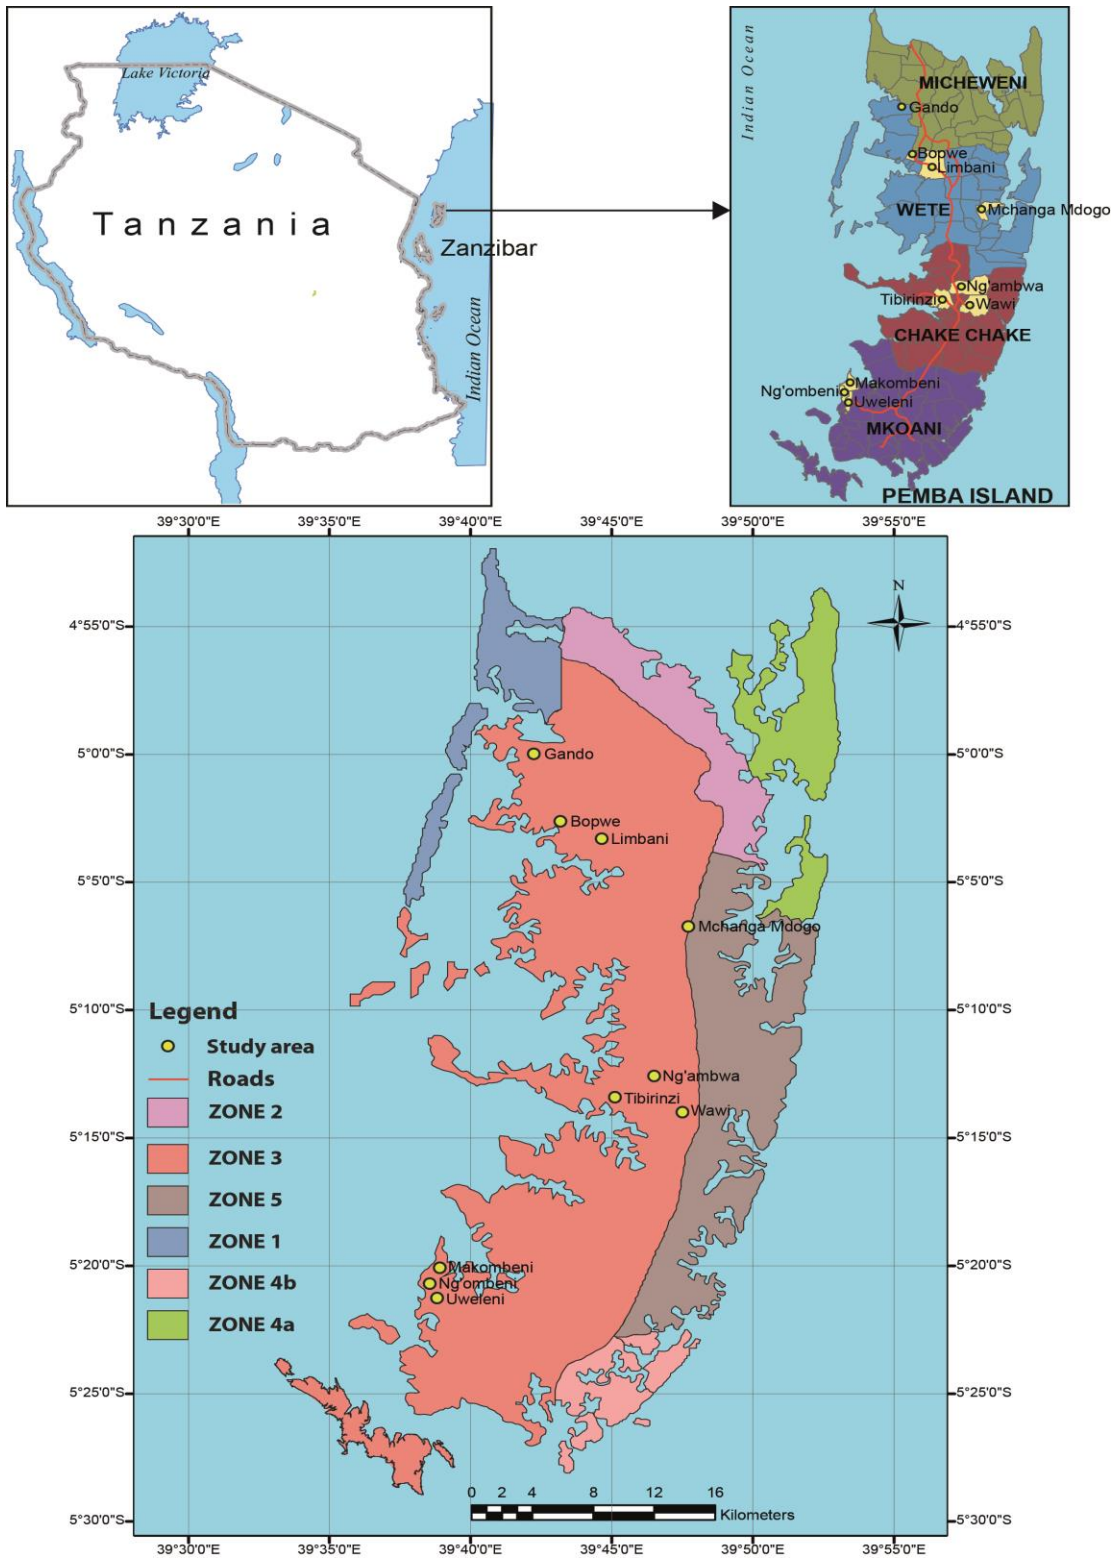 Lake Victoria
Tanzania
Zanzibar
Indian Ocean
Indian Ocean
MICHEWENI
Gando
Bopwe
Limbani
WETE
Mchanga Mdogo
Ng'ambwa
Tibirinzi
Wawi
CHAKE CHAKE
Makombeni
Ng'ombeni
Uweleni
MKOANI
PEMBA ISLAND
39°30'0"E 39°35'0"E 39°40'0"E 39°45'0"E 39°50'0"E 39°55'0"E
N
4°55'0"S 4°55'0"S
5°0'0"S 5°0'0"S
Gando
Bopwe
Limbani
5°5'0"S 5°5'0"S
Mchanga Mdogo
5°10'0"S 5°10'0"S
Legend
Study area
Roads
ZONE 2
ZONE 3
ZONE 5
ZONE 1
ZONE 4b
ZONE 4a
Ng'ambwa
Tibirinzi
Wawi
5°15'0"S 5°15'0"S
5°20'0"S 5°20'0"S
Makombeni
Ng'ombeni
Uweleni
5°25'0"S 5°25'0"S
0 2 4 8 12 16
Kilometers
5°30'0"S 5°30'0"S
39°30'0"E 39°35'0"E 39°40'0"E 39°45'0"E 39°50'0"E 39°55'0"E